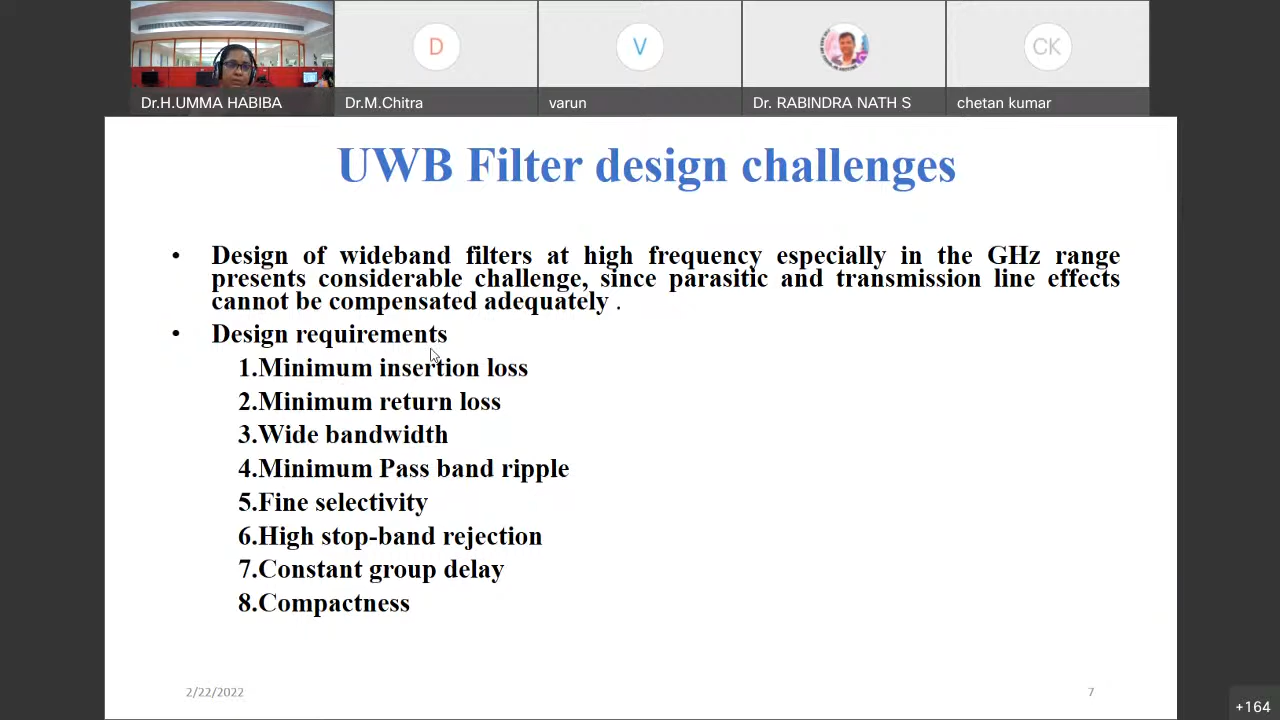 D
V
CK
Dr.H.UMMA HABIBA
Dr.M.Chitra
varun
Dr. RABINDRA NATH S
chetan kumar
UWB Filter design challenges
• Design of wideband filters at high frequency especially in the GHz range
presents considerable challenge, since parasitic and transmission line effects
cannot be compensated adequately .
• Design requirements
1.Minimum insertion loss
2.Minimum return loss
3.Wide bandwidth
4.Minimum Pass band ripple
5.Fine selectivity
6.High stop-band rejection
7.Constant group delay
8.Compactness
2/22/2022
7
+164